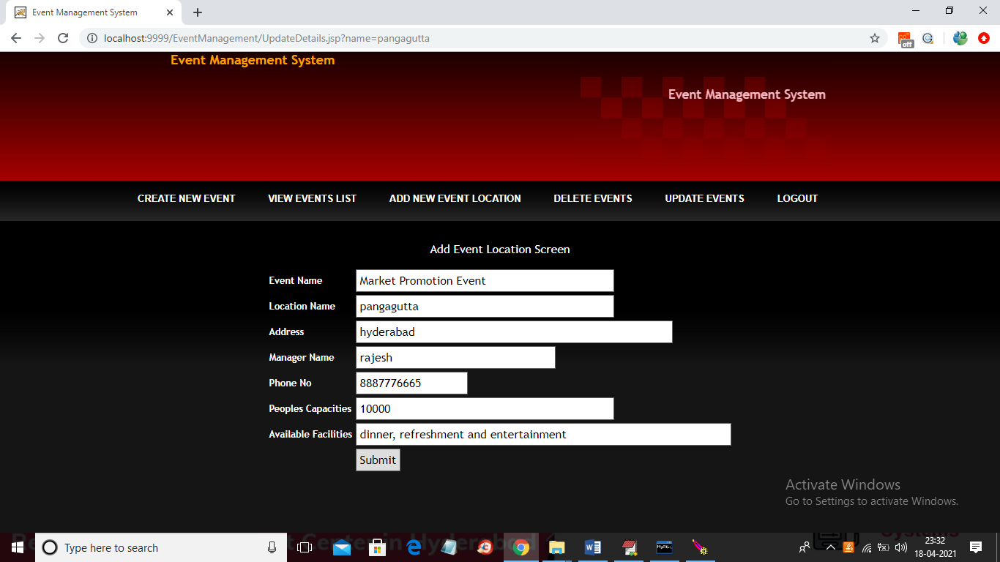 Event Management System
localhost:9999/EventManagement/UpdateDetails.jsp?name=pangagutta
off
Event Management System
Event Management System
CREATE NEW EVENT VIEW EVENTS LIST ADD NEW EVENT LOCATION DELETE EVENTS UPDATE EVENTS LOGOUT
Add Event Location Screen
Event Name Market Promotion Event
Location Name pangagutta
Address hyderabad
Manager Name rajesh
Phone No 8887776665
Peoples Capacities 10000
Available Facilities dinner, refreshment and entertainment
Submit
Activate Windows
Go to Settings to activate Windows.
Center in Hyderabad
Systems
Type here to search
MySQL
23:32
18-04-2021